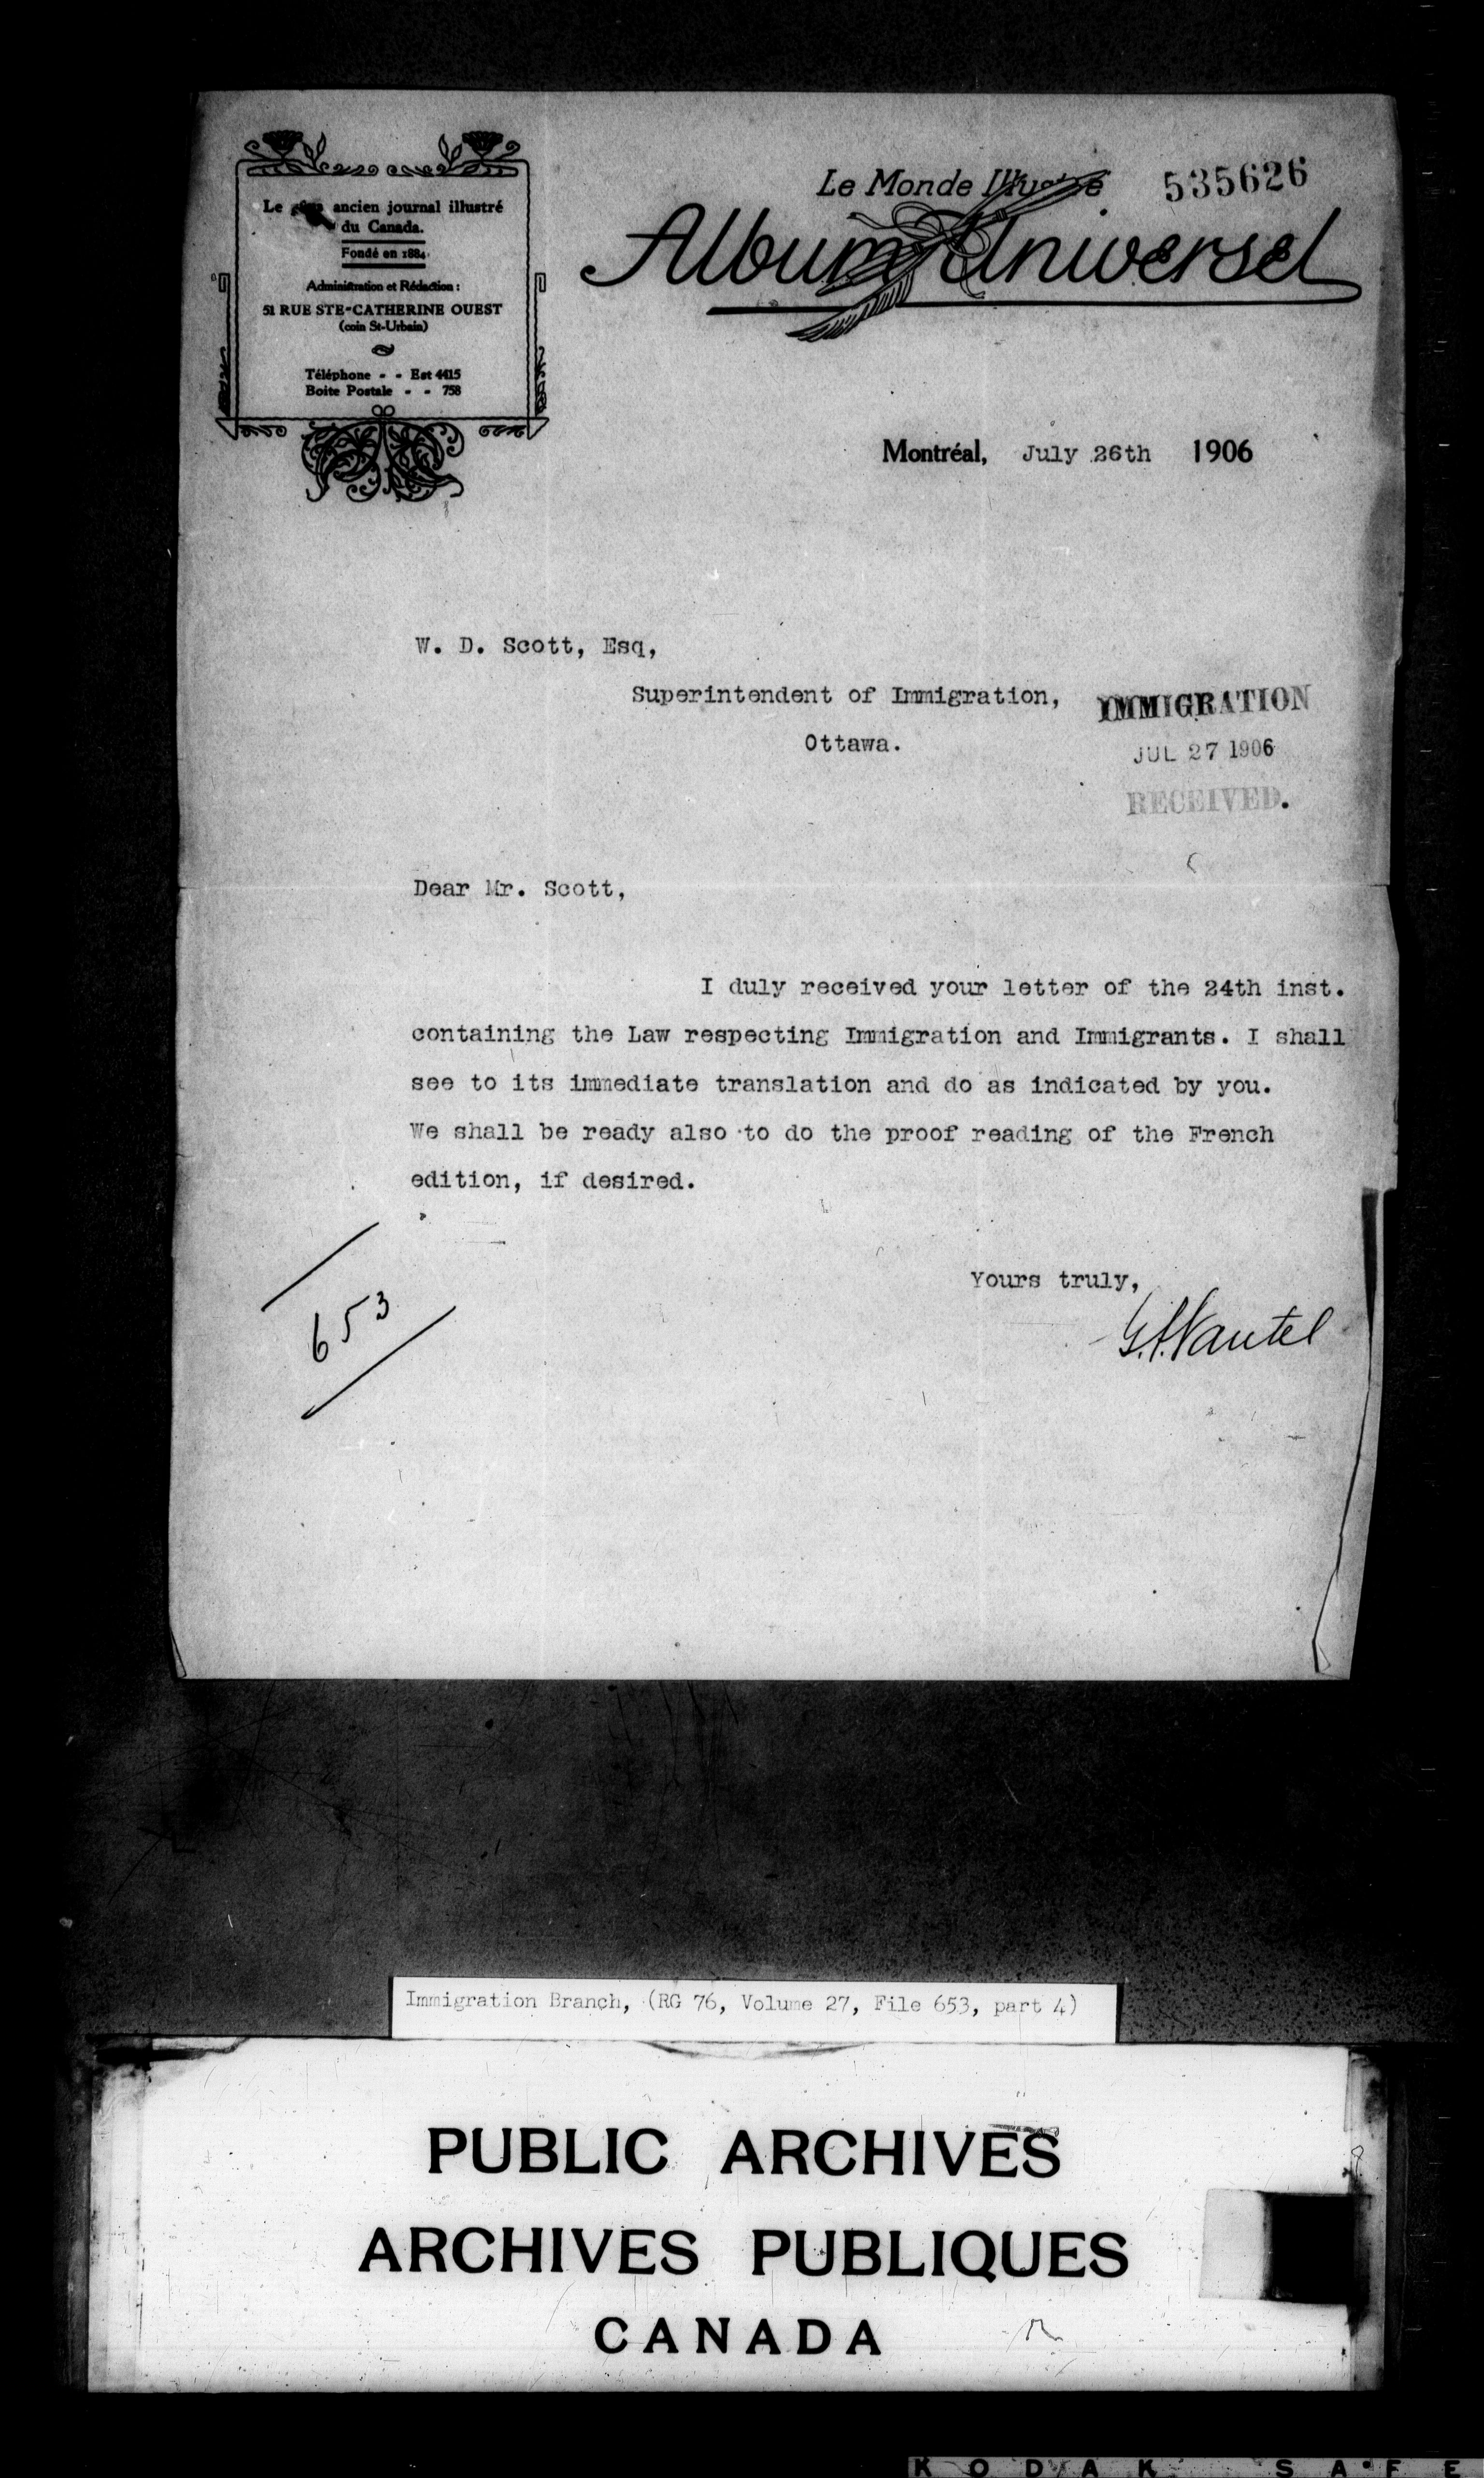 Le ancien journal illustré
du Canada.
Fondé en 1884
Administration et Rédaction :
51 RUE STE-CATHERINE OUEST
(coin St-Urbain)
Téléphone - - Est 4415
Boite Postale - - 758
Le Monde Illustré
535626
Album Universel
Montréal, July 26th 1906
W. D. Scott, Esq,
Superintendent of Immigration,
Ottawa.
IMMIGRATION
JUL 27 1906
RECEIVED.
Dear Mr. Scott,
I duly received your letter of the 24th inst.
containing the Law respecting Immigration and Immigrants. I shall
see to its immediate translation and do as indicated by you.
We shall be ready also to do the proof reading of the French
edition, if desired.
Yours truly,
G.A. Nantel
653
Immigration Branch, (RG 76, Volume 27, File 653, part 4)
PUBLIC ARCHIVES
ARCHIVES PUBLIQUES
CANADA
KODAK SAFE